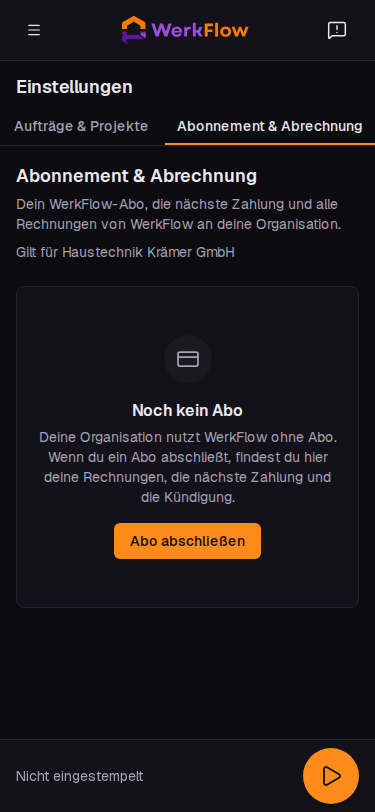 WerkFlow
Einstellungen
Aufträge & Projekte
Abonnement & Abrechnung
Abonnement & Abrechnung
Dein WerkFlow-Abo, die nächste Zahlung und alle
Rechnungen von WerkFlow an deine Organisation.
Gilt für Haustechnik Krämer GmbH
Noch kein Abo
Deine Organisation nutzt WerkFlow ohne Abo.
Wenn du ein Abo abschließt, findest du hier
deine Rechnungen, die nächste Zahlung und
die Kündigung.
Abo abschließen
Nicht eingestempelt